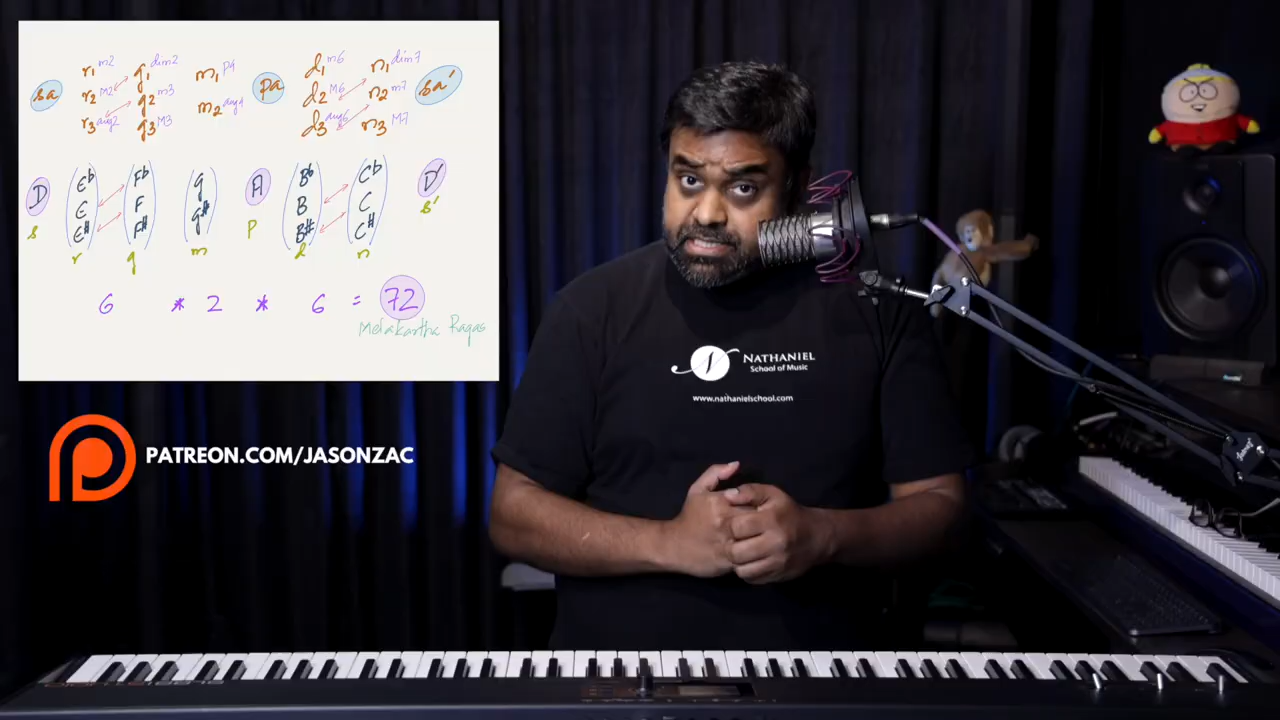 r1 m2 g1 dim2 m1 P4 d1 m6 n1 dim7
sa r2 M2 g2 m3 m2 aug4 pa d2 M6 n2 m7 sa'
r3 aug2 g3 M3 d3 aug6 n3 M7
Eb Fb g Bb Cb
D E F g# A B C D'
E# F# B# C#
s r g m p d n s'
6 * 2 * 6 = 72
Melakartha Ragas
PATREON.COM/JASONZAC
NATHANIEL
School of Music
www.nathanielschool.com